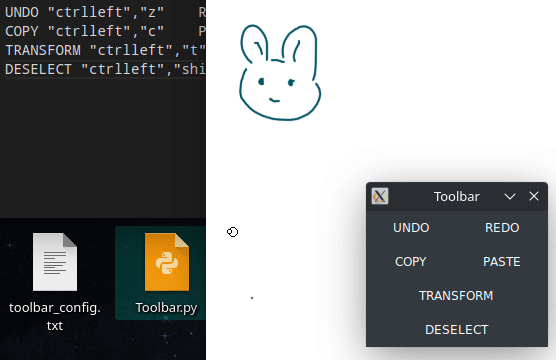 UNDO "ctrlleft","z" R
COPY "ctrlleft","c" P
TRANSFORM "ctrlleft","t"
DESELECT "ctrlleft","shi
toolbar_config.
txt
Toolbar.py
Toolbar
UNDO REDO
COPY PASTE
TRANSFORM
DESELECT